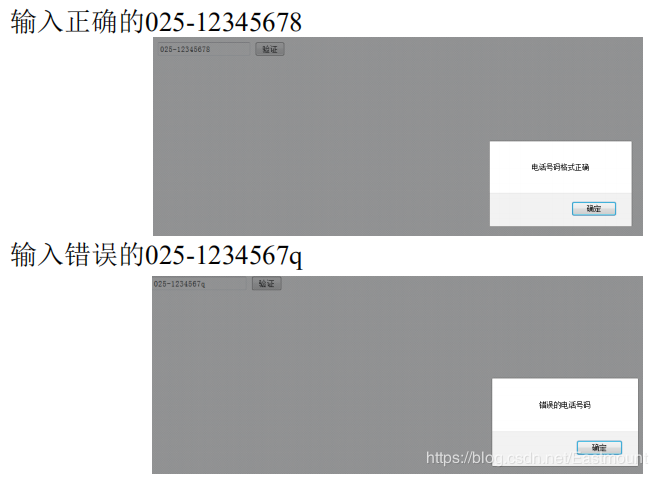 输入正确的025-12345678
025-12345678 验证
电话号码格式正确
确定
输入错误的025-1234567q
025-1234567q 验证
错误的电话号码
确定
https://blog.csdn.net/Eastmount